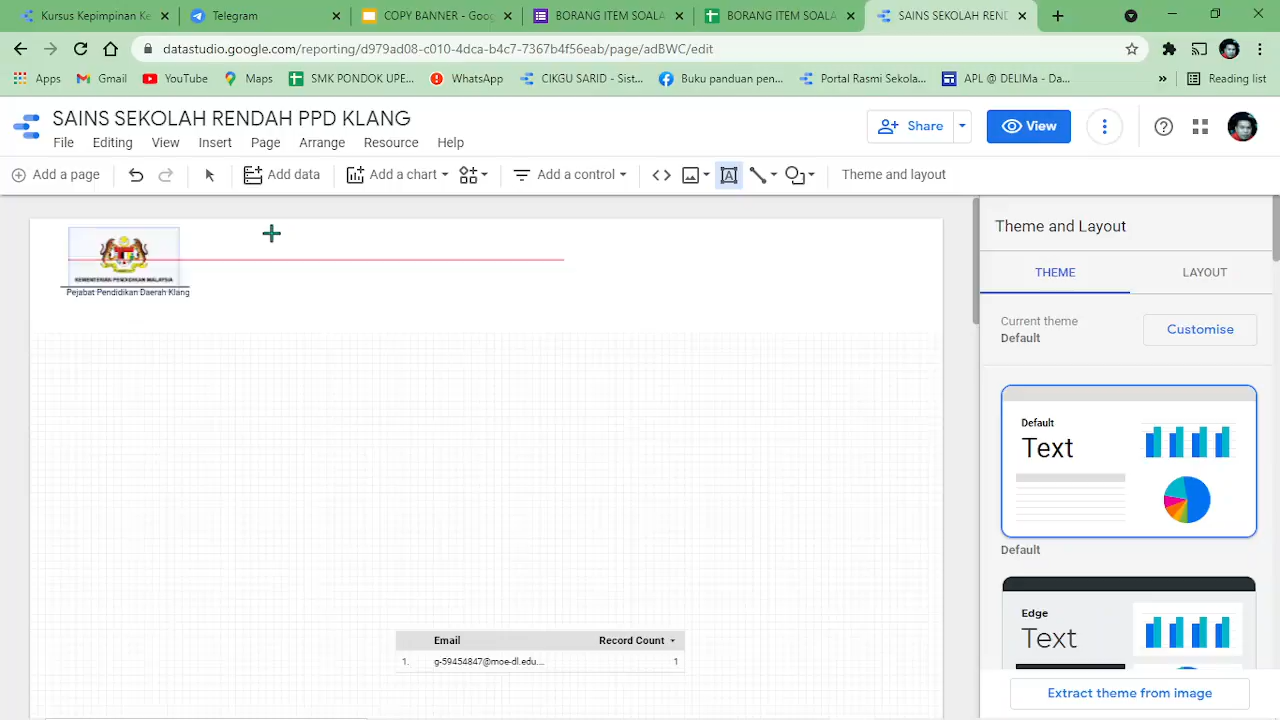 Kursus Kepimpinan Ke
Telegram
COPY BANNER - Goog
BORANG ITEM SOALA
BORANG ITEM SOALA
SAINS SEKOLAH REND
datastudio.google.com/reporting/d979ad08-c010-4dca-b4c7-7367b4f56eab/page/adBWC/edit
Apps
Gmail
YouTube
Maps
SMK PONDOK UPE...
WhatsApp
CIKGU SARID - Sist...
Buku panduan pen...
Portal Rasmi Sekola...
APL @ DELIMa - Da...
»
Reading list
SAINS SEKOLAH RENDAH PPD KLANG
File Edit View Insert Page Arrange Resource Help
Share
View
Add a page
Add data
Add a chart
Add a control
Theme and layout
KEMENTERIAN PENDIDIKAN MALAYSIA
Pejabat Pendidikan Daerah Klang
Email Record Count
1. g-59454847@moe-dl.edu.... 1
Theme and Layout
THEME LAYOUT
Current theme
Default
Customise
Default
Text
Default
Edge
Text
Extract theme from image